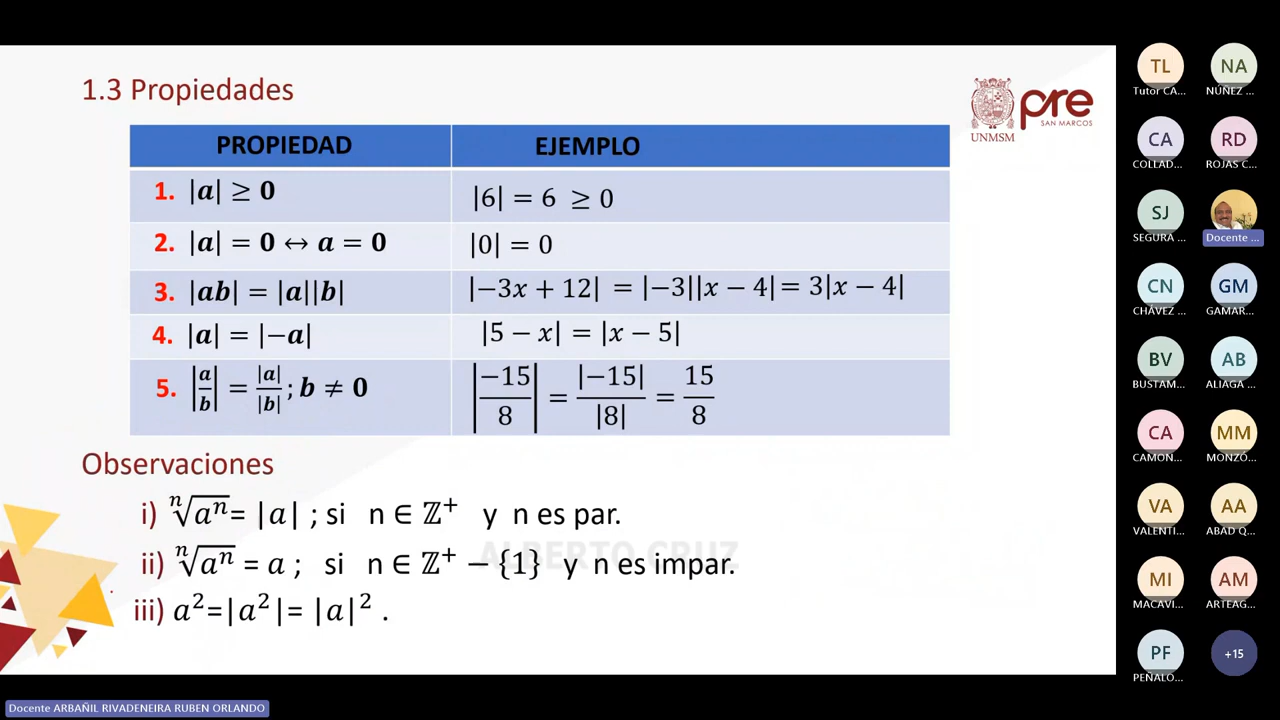 1.3 Propiedades
UNMSM
pre
SAN MARCOS
PROPIEDAD EJEMPLO
1. |a| ≥ 0 |6| = 6 ≥ 0
2. |a| = 0 ↔ a = 0 |0| = 0
3. |ab| = |a||b| |−3x + 12| = |−3||x − 4| = 3|x − 4|
4. |a| = |−a| |5 − x| = |x − 5|
5. |a/b| = |a|/|b| ; b ≠ 0 |−15/8| = |−15|/|8| = 15/8
Observaciones
i) ⁿ√aⁿ = |a| ; si n ∈ ℤ⁺ y n es par.
ii) ⁿ√aⁿ = a ; si n ∈ ℤ⁺ − {1} y n es impar.
ALBERTO CRUZ
iii) a²=|a²|= |a|² .
TL NA
Tutor CA... NÚÑEZ ...
CA RD
COLLAD... ROJAS C...
SJ
SEGURA ... Docente ...
CN GM
CHÁVEZ ... GAMAR...
BV AB
BUSTAM... ALIAGA ...
CA MM
CAMON... MONZÓ...
VA AA
VALENTI... ABAD Q...
MI AM
MACAVI... ARTEAG...
PF +15
PEÑALO...
Docente ARBAÑIL RIVADENEIRA RUBEN ORLANDO